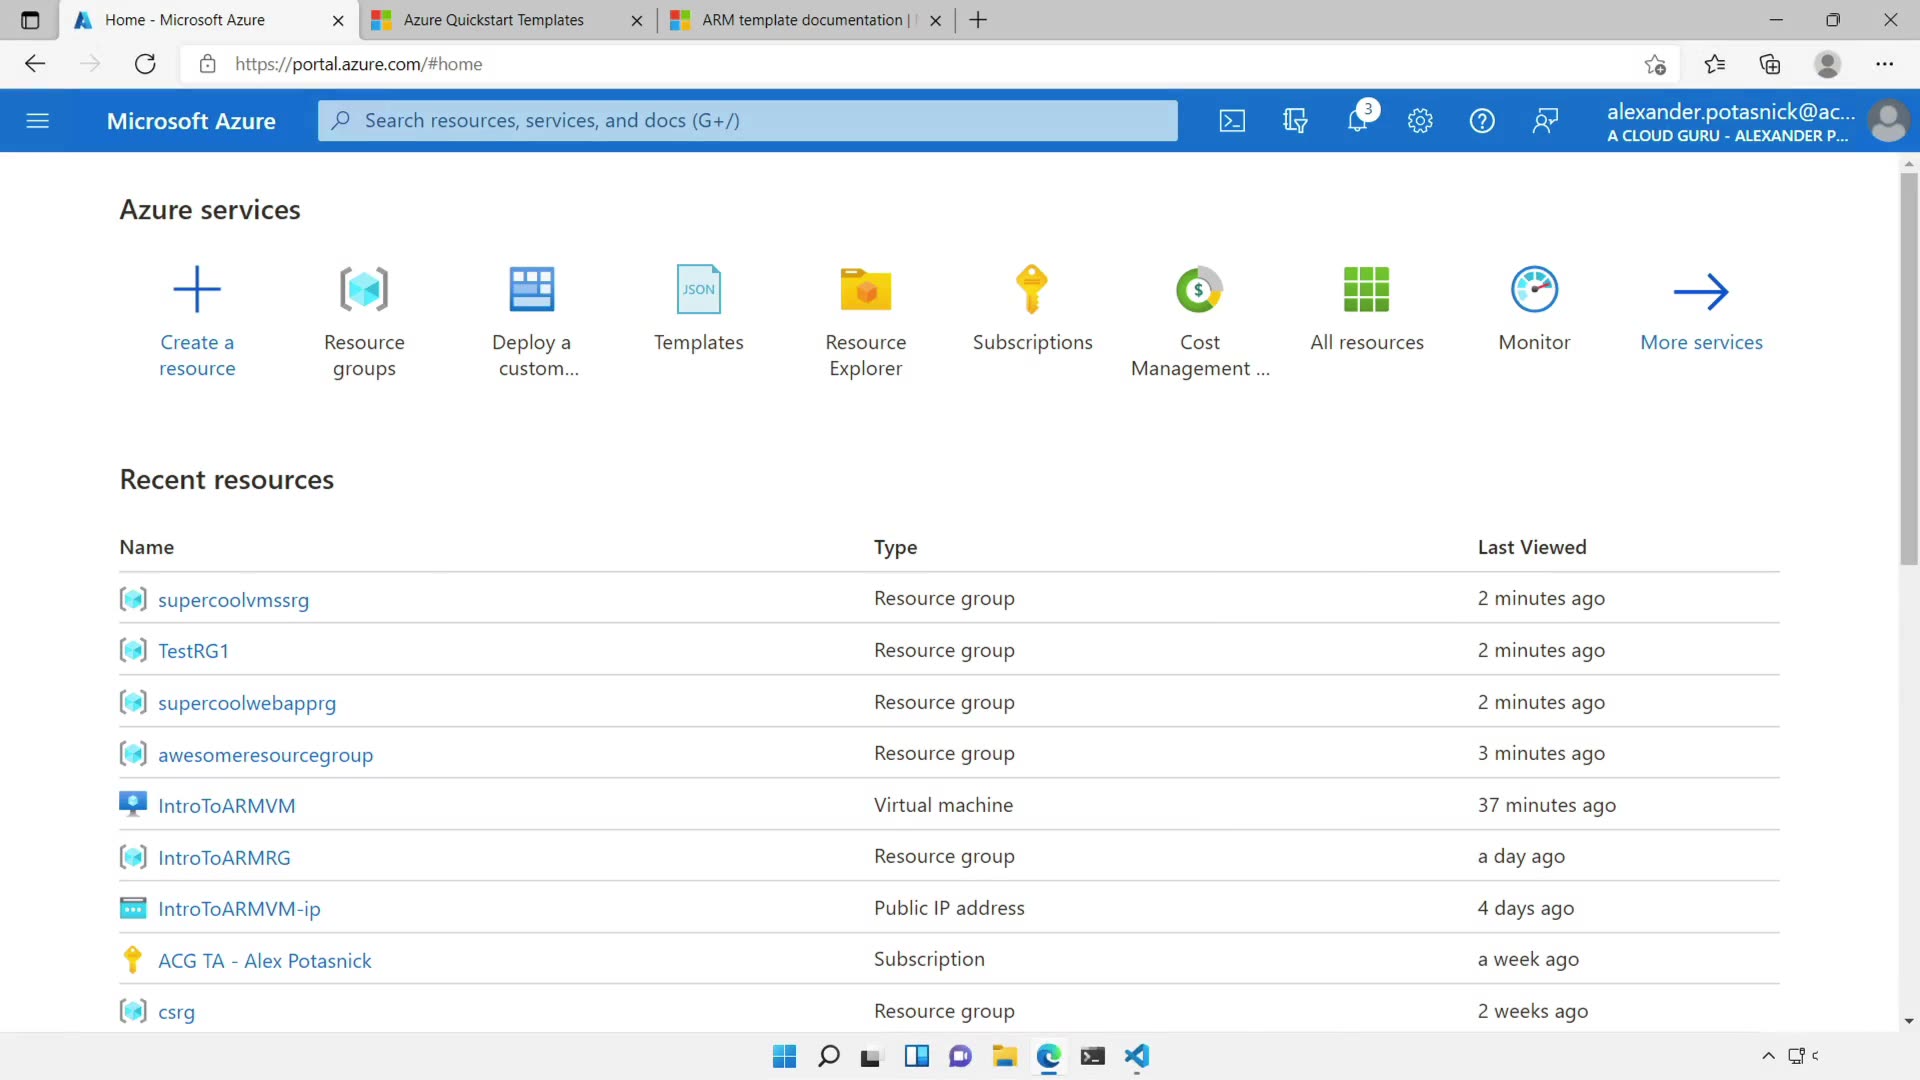 Home - Microsoft Azure
Azure Quickstart Templates
ARM template documentation |
https://portal.azure.com/#home
Microsoft Azure
Search resources, services, and docs (G+/)
3
alexander.potasnick@ac...
A CLOUD GURU - ALEXANDER P...
Azure services
Create a
resource
Resource
groups
Deploy a
custom...
JSON
Templates
Resource
Explorer
Subscriptions
$
Cost
Management ...
All resources
Monitor
More services
Recent resources
Name Type Last Viewed
supercoolvmssrg Resource group 2 minutes ago
TestRG1 Resource group 2 minutes ago
supercoolwebapprg Resource group 2 minutes ago
awesomeresourcegroup Resource group 3 minutes ago
IntroToARMVM Virtual machine 37 minutes ago
IntroToARMRG Resource group a day ago
IntroToARMVM-ip Public IP address 4 days ago
ACG TA - Alex Potasnick Subscription a week ago
csrg Resource group 2 weeks ago